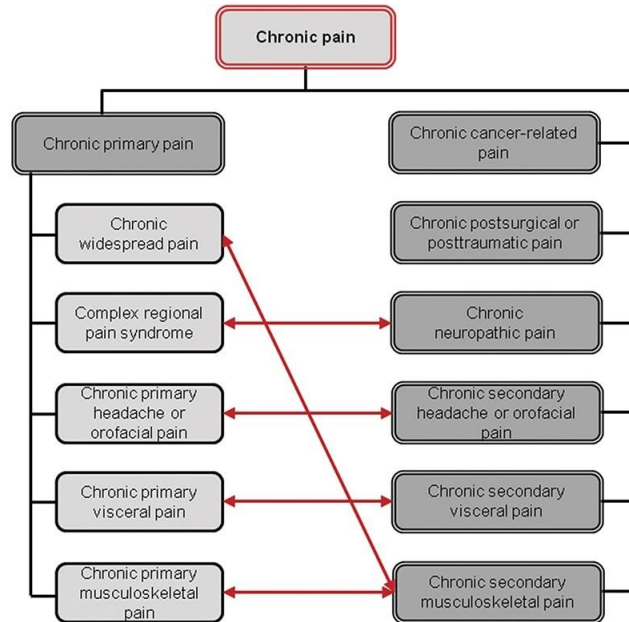 Chronic pain
Chronic primary pain
Chronic
widespread pain
Complex regional
pain syndrome
Chronic primary
headache or
orofacial pain
Chronic primary
visceral pain
Chronic primary
musculoskeletal
pain
Chronic cancer-related
pain
Chronic postsurgical or
posttraumatic pain
Chronic
neuropathic pain
Chronic secondary
headache or orofacial
pain
Chronic secondary
visceral pain
Chronic secondary
musculoskeletal pain